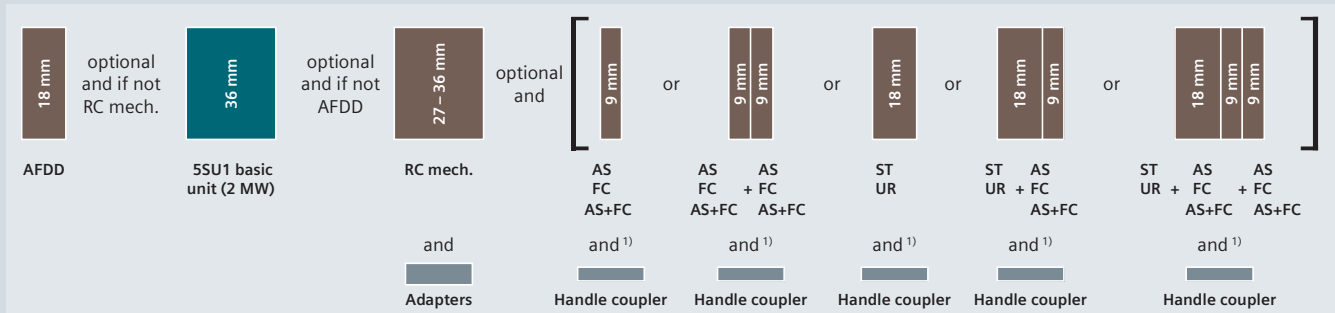 18 mm
optional
and if not
RC mech.
36 mm
optional
and if not
AFDD
27 – 36 mm
optional
and
9 mm
or
9 mm
9 mm
or
18 mm
or
18 mm
9 mm
or
18 mm
9 mm
9 mm
AFDD
5SU1 basic
unit (2 MW)
RC mech.
AS
FC
AS+FC
AS AS
FC + FC
AS+FC AS+FC
ST
UR
ST AS
UR + FC
AS+FC
ST AS AS
UR + FC + FC
AS+FC AS+FC
and
and 1)
and 1)
and 1)
and 1)
and 1)
Adapters
Handle coupler
Handle coupler
Handle coupler
Handle coupler
Handle coupler